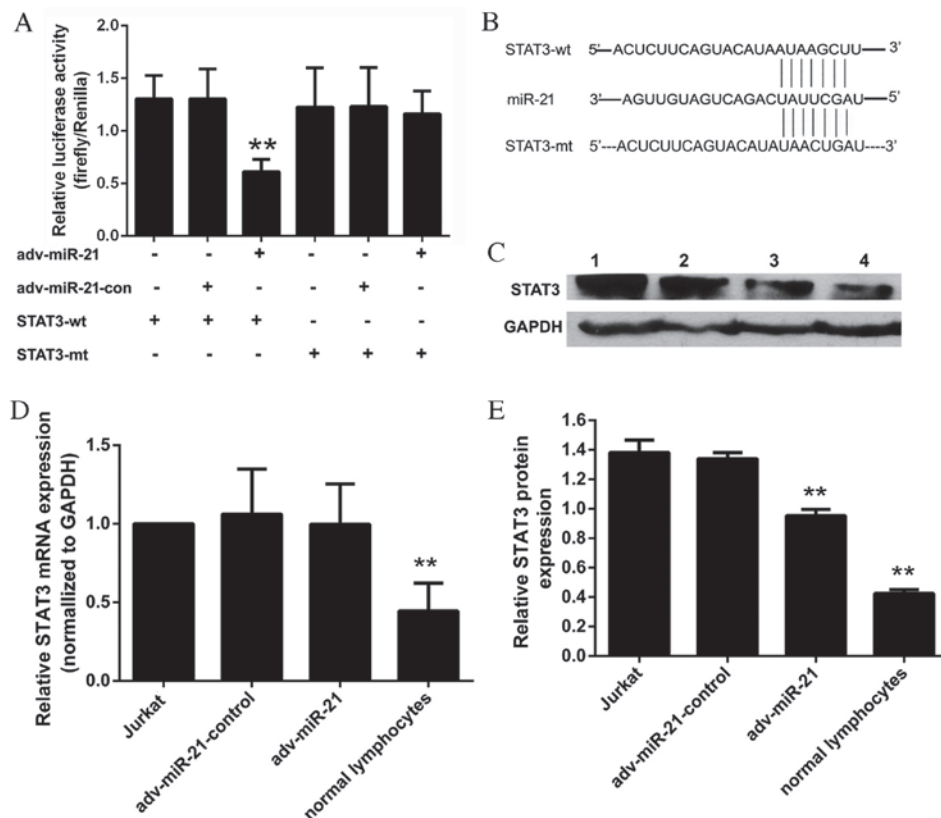 A
Relative luciferase activity
(firefly/Renilla)
2.0
1.5
1.0
0.5
0.0
**
adv-miR-21 - - + - - +
adv-miR-21-con - + - - + -
STAT3-wt + + + - - -
STAT3-mt - - - + + +
B
STAT3-wt 5'—ACUCUUCAGUACAUAAUAAGCUU—3'
miR-21 3'—AGUUGUAGUCAGACUAUUCGAU—5'
STAT3-mt 5'---ACUCUUCAGUACAUAUAACUGAU----3'
C
1 2 3 4
STAT3
GAPDH
D
Relative STAT3 mRNA expression
(normallized to GAPDH)
1.5
1.0
0.5
0.0
**
Jurkat
adv-miR-21-control
adv-miR-21
normal lymphocytes
E
Relative STAT3 protein
expression
1.6
1.4
1.2
1.0
0.8
0.6
0.4
0.2
0.0
**
**
Jurkat
adv-miR-21-control
adv-miR-21
normal lymphocytes